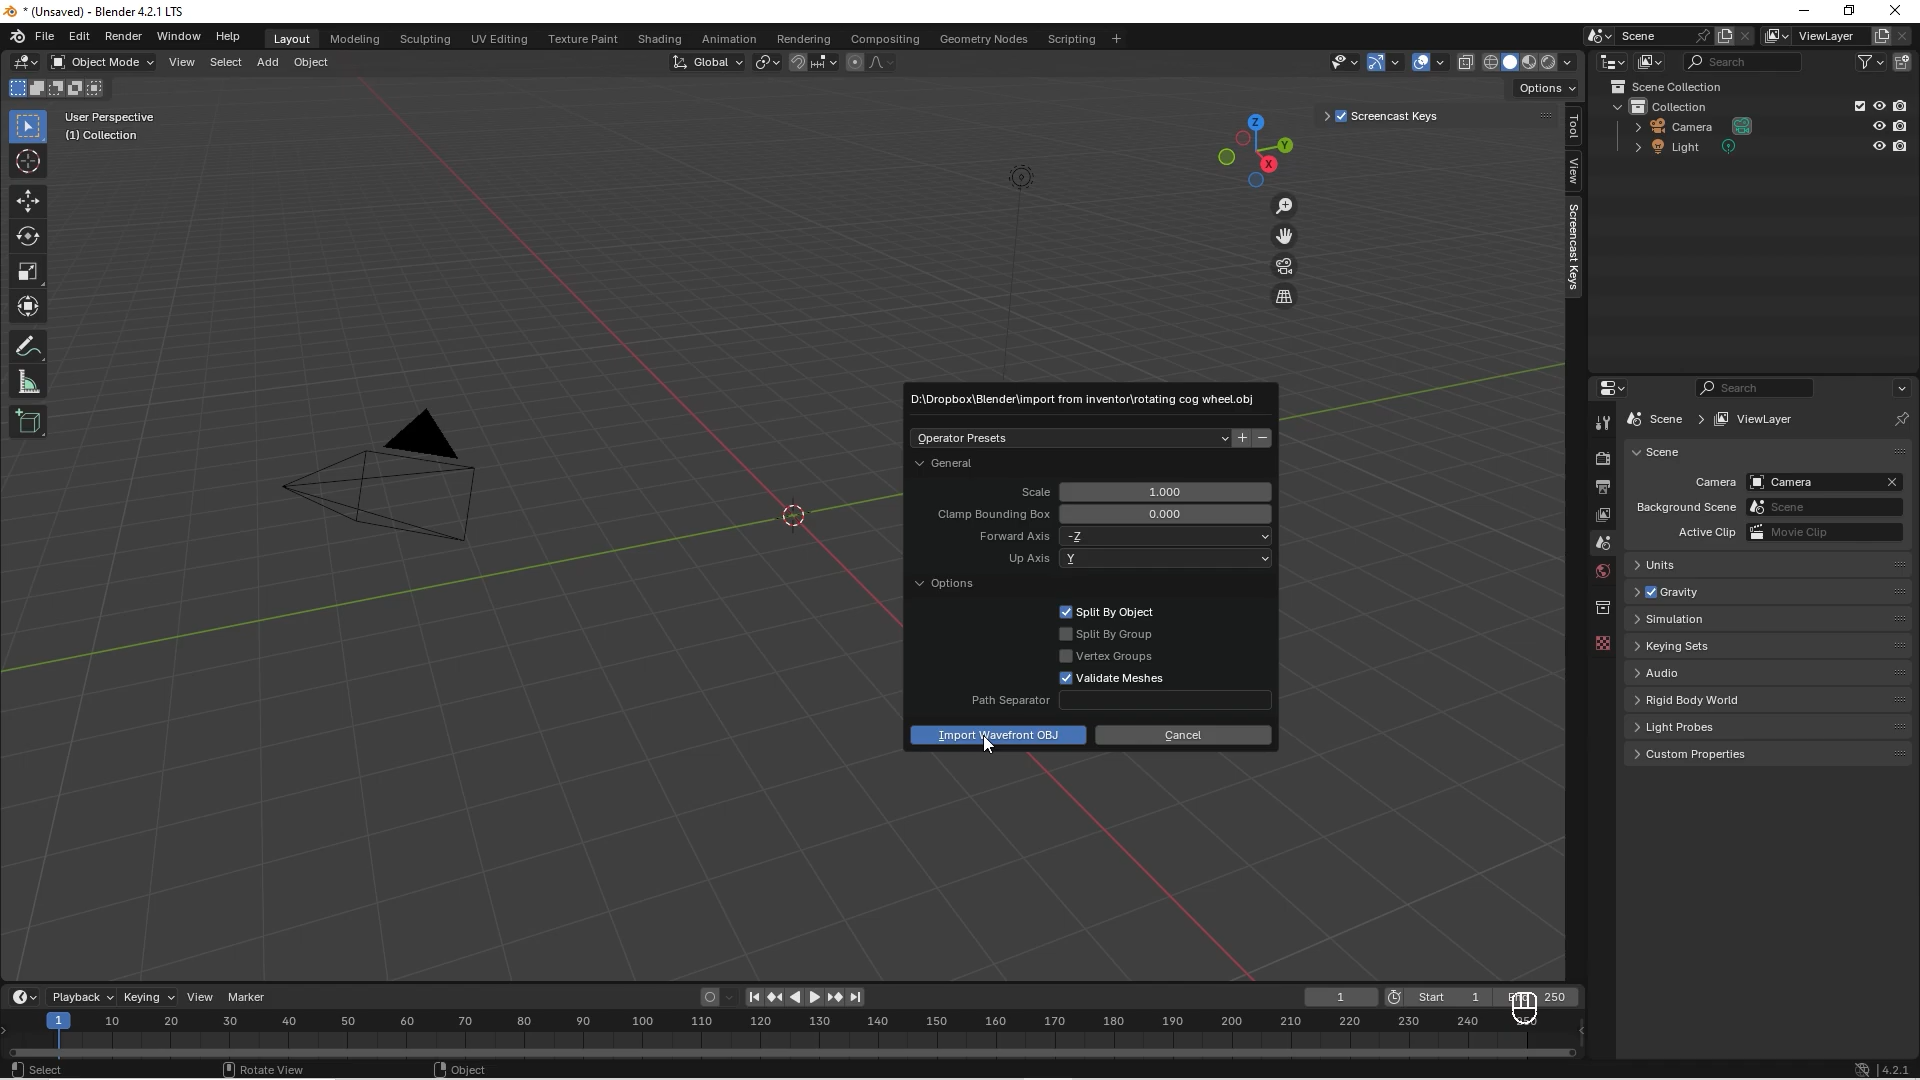 * (Unsaved) - Blender 4.2.1 LTS
File Edit Render Window Help Layout Modeling Sculpting UV Editing Texture Paint Shading Animation Rendering Compositing Geometry Nodes Scripting + Scene ViewLayer
Object Mode View Select Add Object Global Search
Options
User Perspective
(1) Collection
Screencast Keys
Z
Y
X
Tool
View
Screencast Keys
Scene Collection
Collection
Camera
Light
D:\Dropbox\Blender\import from inventor\rotating cog wheel.obj
Operator Presets
General
Scale 1.000
Clamp Bounding Box 0.000
Forward Axis -Z
Up Axis Y
Options
Split By Object
Split By Group
Vertex Groups
Validate Meshes
Path Separator
Import Wavefront OBJ Cancel
Search
Scene > ViewLayer
Scene
Camera Camera
Background Scene Scene
Active Clip Movie Clip
Units
Gravity
Simulation
Keying Sets
Audio
Rigid Body World
Light Probes
Custom Properties
Playback Keying View Marker 1 Start 1 End 250
1 10 20 30 40 50 60 70 80 90 100 110 120 130 140 150 160 170 180 190 200 210 220 230 240 250
Select Rotate View Object 4.2.1